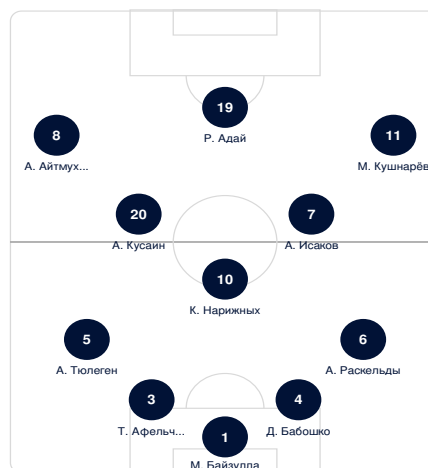 19
Р. Адай
8
А. Айтмух...
11
М. Кушнарёв
20
А. Кусаин
7
А. Исаков
10
К. Нарижных
5
А. Тюлеген
6
А. Раскельды
3
Т. Афельч...
4
Д. Бабошко
1
М. Байзулла